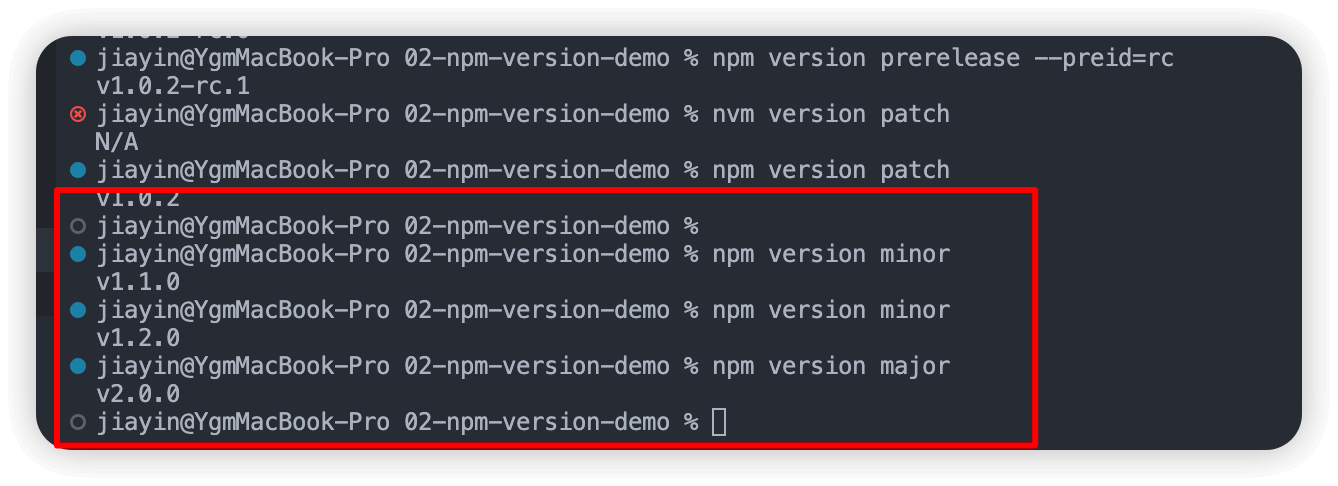 jiayin@YgmMacBook-Pro 02-npm-version-demo % npm version prerelease --preid=rc
v1.0.2-rc.1
jiayin@YgmMacBook-Pro 02-npm-version-demo % nvm version patch
N/A
jiayin@YgmMacBook-Pro 02-npm-version-demo % npm version patch
v1.0.2
jiayin@YgmMacBook-Pro 02-npm-version-demo %
jiayin@YgmMacBook-Pro 02-npm-version-demo % npm version minor
v1.1.0
jiayin@YgmMacBook-Pro 02-npm-version-demo % npm version minor
v1.2.0
jiayin@YgmMacBook-Pro 02-npm-version-demo % npm version major
v2.0.0
jiayin@YgmMacBook-Pro 02-npm-version-demo %